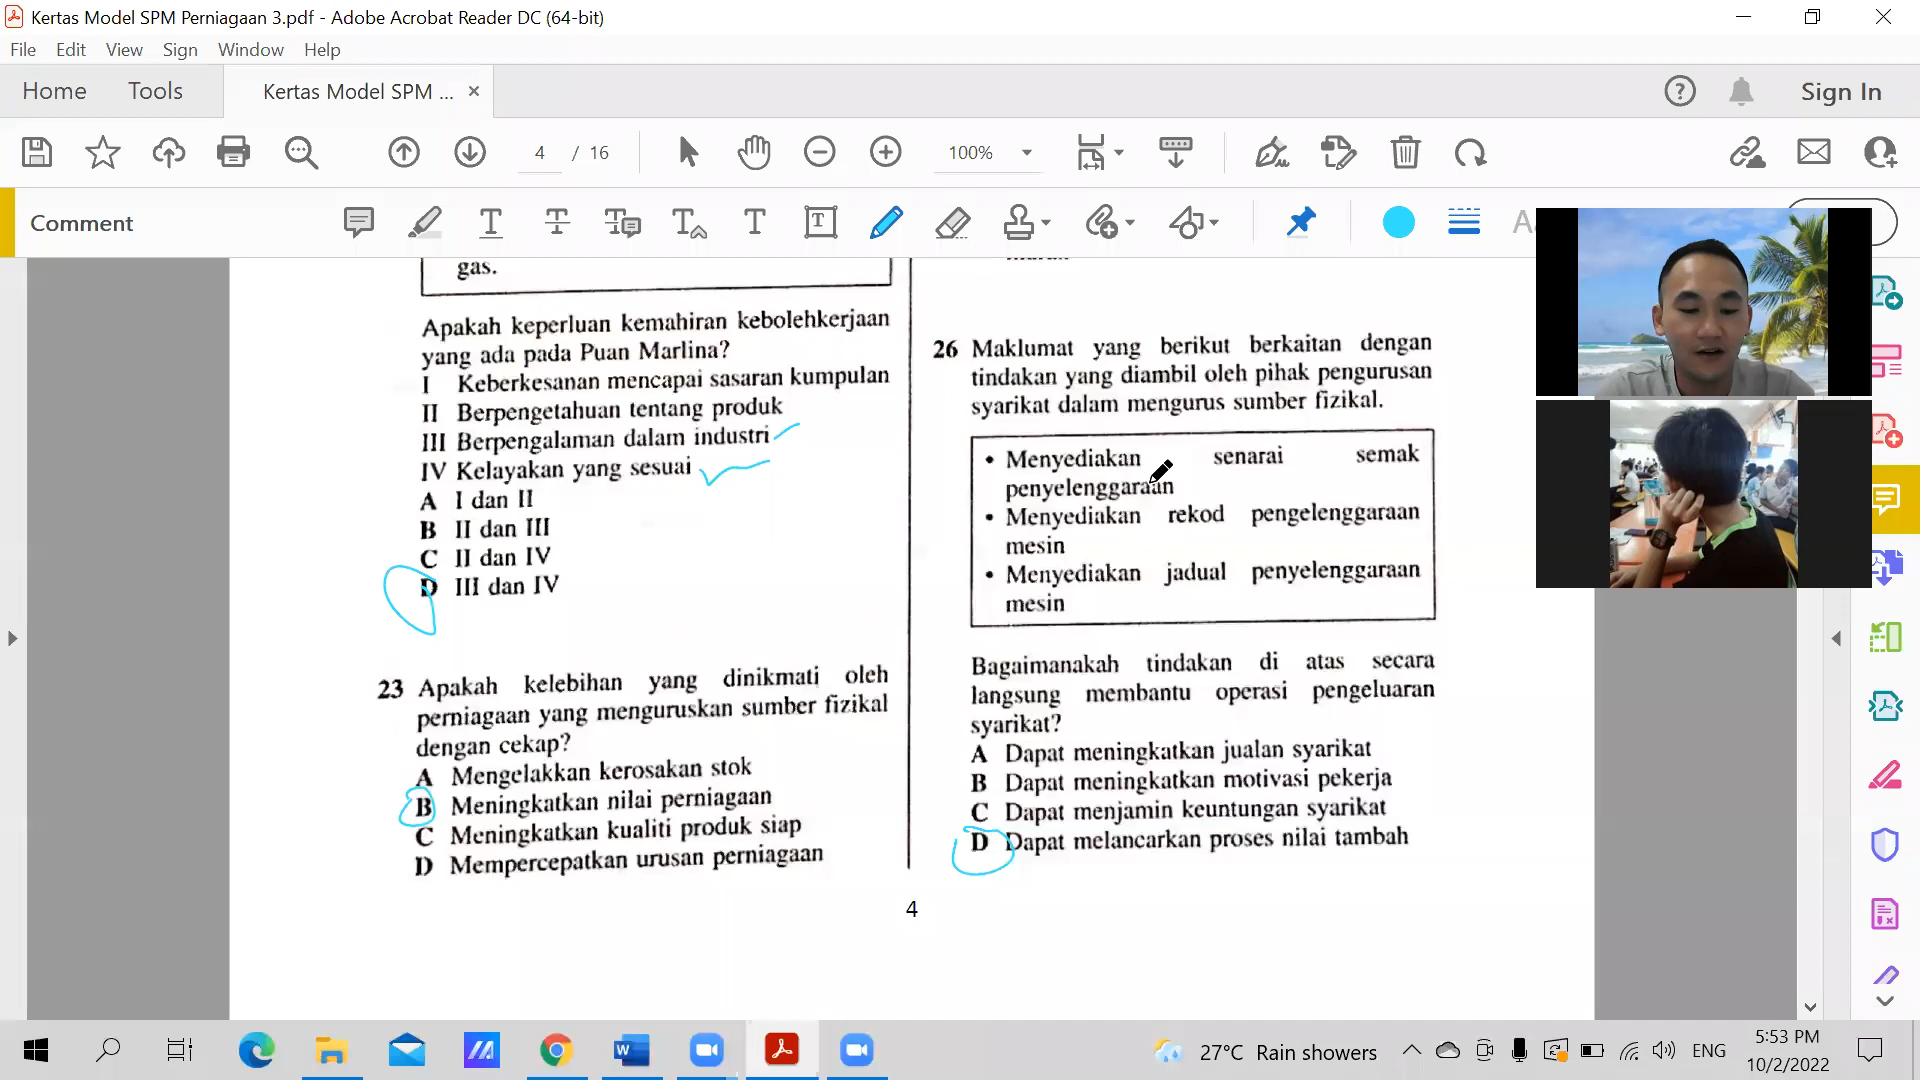 Kertas Model SPM Perniagaan 3.pdf - Adobe Acrobat Reader DC (64-bit)
File Edit View Sign Window Help
Home Tools Kertas Model SPM ... × Sign In
4 / 16 100%
Comment
gas.
Apakah keperluan kemahiran kebolehkerjaan
yang ada pada Puan Marlina?
I Keberkesanan mencapai sasaran kumpulan
II Berpengetahuan tentang produk
III Berpengalaman dalam industri
IV Kelayakan yang sesuai
A I dan II
B II dan III
C II dan IV
D III dan IV
23 Apakah kelebihan yang dinikmati oleh
perniagaan yang menguruskan sumber fizikal
dengan cekap?
A Mengelakkan kerosakan stok
B Meningkatkan nilai perniagaan
C Meningkatkan kualiti produk siap
D Mempercepatkan urusan perniagaan
26 Maklumat yang berikut berkaitan dengan
tindakan yang diambil oleh pihak pengurusan
syarikat dalam mengurus sumber fizikal.
• Menyediakan senarai semak
penyelenggaraan
• Menyediakan rekod pengelenggaraan
mesin
• Menyediakan jadual penyelenggaraan
mesin
Bagaimanakah tindakan di atas secara
langsung membantu operasi pengeluaran
syarikat?
A Dapat meningkatkan jualan syarikat
B Dapat meningkatkan motivasi pekerja
C Dapat menjamin keuntungan syarikat
D Dapat melancarkan proses nilai tambah
4
27°C Rain showers
ENG
5:53 PM
10/2/2022